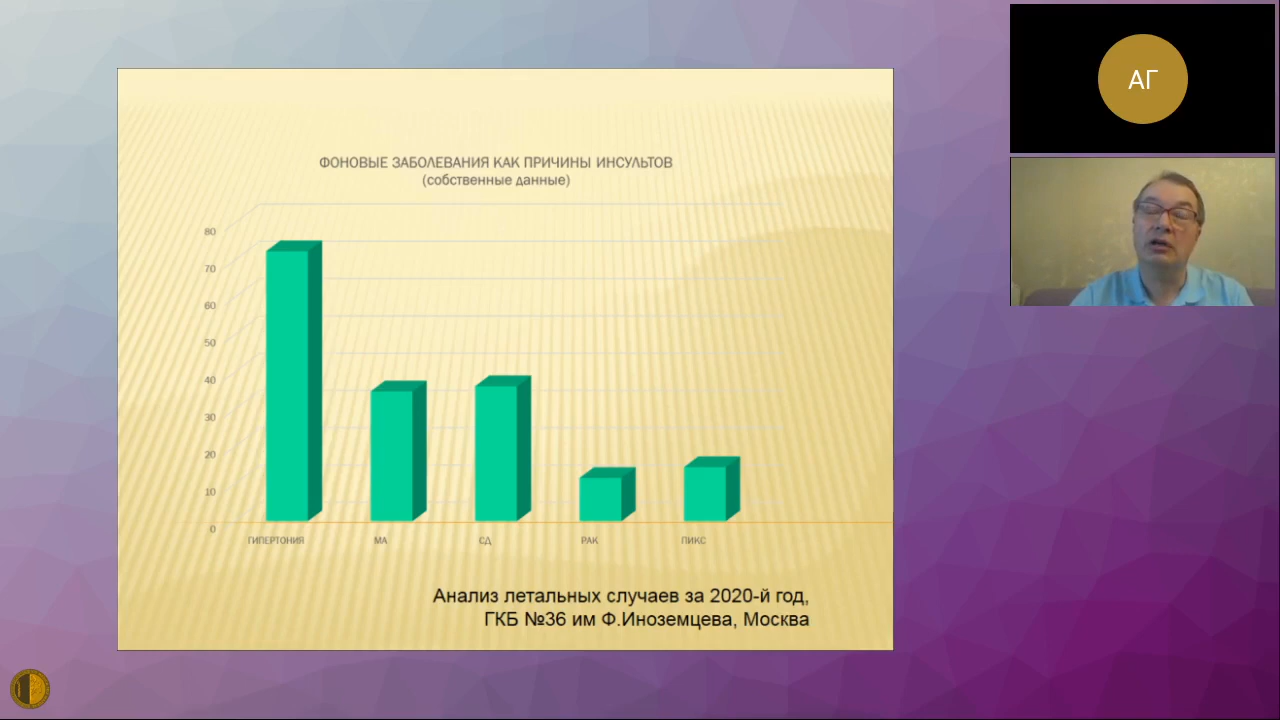 ФОНОВЫЕ ЗАБОЛЕВАНИЯ КАК ПРИЧИНЫ ИНСУЛЬТОВ
(собственные данные)
80
70
60
50
40
30
20
10
0
ГИПЕРТОНИЯ
МА
СД
РАК
ПИКС
Анализ летальных случаев за 2020-й год,
ГКБ №36 им Ф.Иноземцева, Москва
АГ